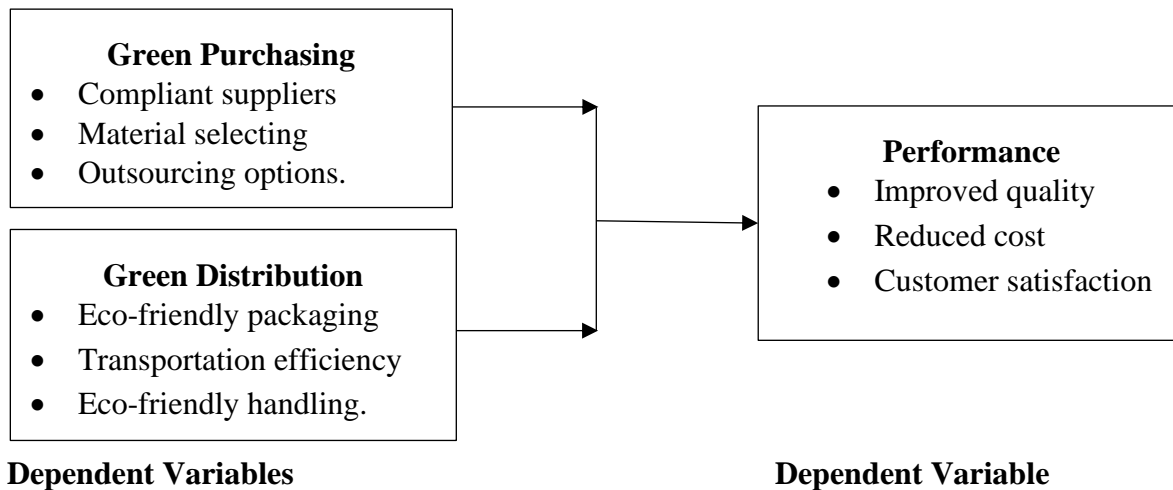 Green Purchasing
• Compliant suppliers
• Material selecting
• Outsourcing options.
Green Distribution
• Eco-friendly packaging
• Transportation efficiency
• Eco-friendly handling.
Performance
• Improved quality
• Reduced cost
• Customer satisfaction
Dependent Variables
Dependent Variable